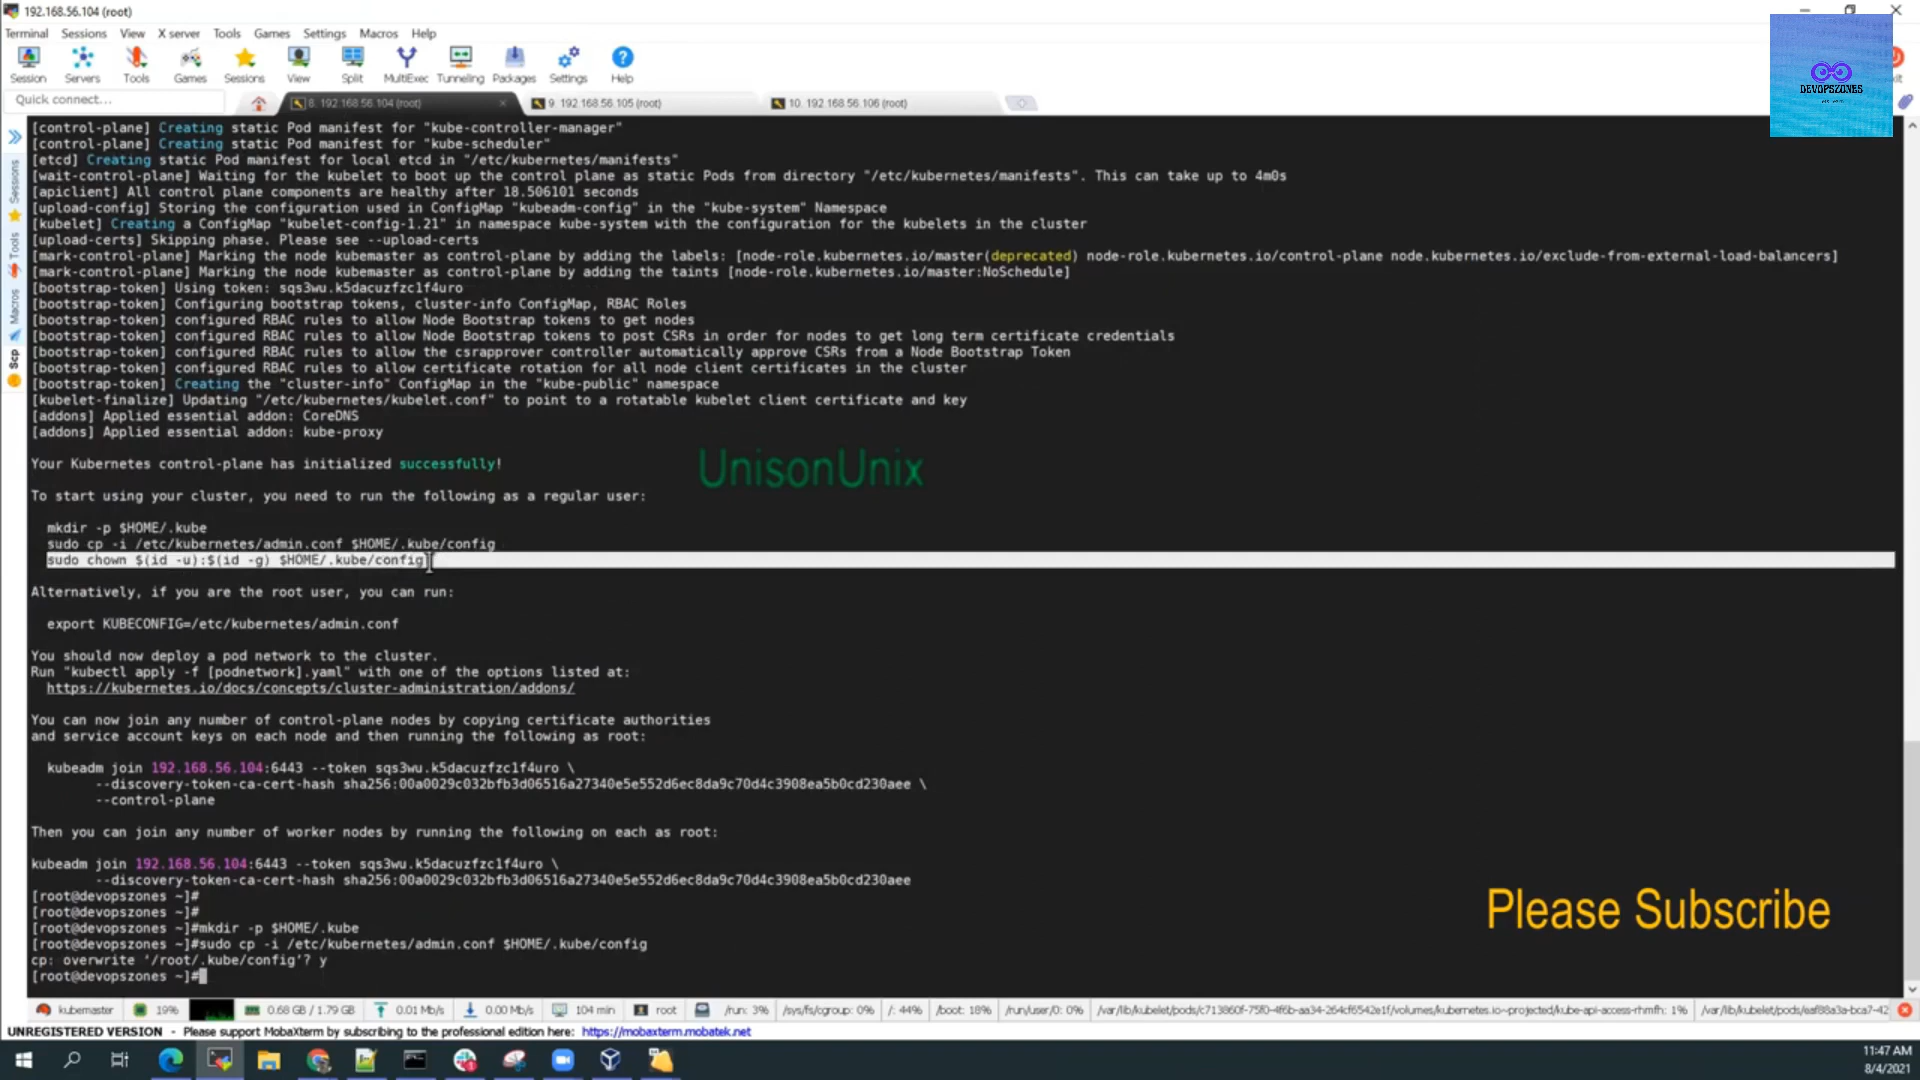 192.168.56.104 (root)
Terminal Sessions View X server Tools Games Settings Macros Help
Session Servers Tools Games Sessions View Split MultiExec Tunneling Packages Settings Help
Quick connect...
8. 192.168.56.104 (root)
9. 192.168.56.105 (root)
10. 192.168.56.106 (root)
DEVOPSZONES
Sessions
Tools
Macros
Scp
[control-plane] Creating static Pod manifest for "kube-controller-manager"
[control-plane] Creating static Pod manifest for "kube-scheduler"
[etcd] Creating static Pod manifest for local etcd in "/etc/kubernetes/manifests"
[wait-control-plane] Waiting for the kubelet to boot up the control plane as static Pods from directory "/etc/kubernetes/manifests". This can take up to 4m0s
[apiclient] All control plane components are healthy after 18.506101 seconds
[upload-config] Storing the configuration used in ConfigMap "kubeadm-config" in the "kube-system" Namespace
[kubelet] Creating a ConfigMap "kubelet-config-1.21" in namespace kube-system with the configuration for the kubelets in the cluster
[upload-certs] Skipping phase. Please see --upload-certs
[mark-control-plane] Marking the node kubemaster as control-plane by adding the labels: [node-role.kubernetes.io/master(deprecated) node-role.kubernetes.io/control-plane node.kubernetes.io/exclude-from-external-load-balancers]
[mark-control-plane] Marking the node kubemaster as control-plane by adding the taints [node-role.kubernetes.io/master:NoSchedule]
[bootstrap-token] Using token: sqs3wu.k5dacuzfzc1f4uro
[bootstrap-token] Configuring bootstrap tokens, cluster-info ConfigMap, RBAC Roles
[bootstrap-token] configured RBAC rules to allow Node Bootstrap tokens to get nodes
[bootstrap-token] configured RBAC rules to allow Node Bootstrap tokens to post CSRs in order for nodes to get long term certificate credentials
[bootstrap-token] configured RBAC rules to allow the csrapprover controller automatically approve CSRs from a Node Bootstrap Token
[bootstrap-token] configured RBAC rules to allow certificate rotation for all node client certificates in the cluster
[bootstrap-token] Creating the "cluster-info" ConfigMap in the "kube-public" namespace
[kubelet-finalize] Updating "/etc/kubernetes/kubelet.conf" to point to a rotatable kubelet client certificate and key
[addons] Applied essential addon: CoreDNS
[addons] Applied essential addon: kube-proxy
Your Kubernetes control-plane has initialized successfully!
UnisonUnix
To start using your cluster, you need to run the following as a regular user:
mkdir -p $HOME/.kube
sudo cp -i /etc/kubernetes/admin.conf $HOME/.kube/config
sudo chown $(id -u):$(id -g) $HOME/.kube/config
Alternatively, if you are the root user, you can run:
export KUBECONFIG=/etc/kubernetes/admin.conf
You should now deploy a pod network to the cluster.
Run "kubectl apply -f [podnetwork].yaml" with one of the options listed at:
https://kubernetes.io/docs/concepts/cluster-administration/addons/
You can now join any number of control-plane nodes by copying certificate authorities
and service account keys on each node and then running the following as root:
kubeadm join 192.168.56.104:6443 --token sqs3wu.k5dacuzfzc1f4uro \
--discovery-token-ca-cert-hash sha256:00a0029c032bfb3d06516a27340e5e552d6ec8da9c70d4c3908ea5b0cd230aee \
--control-plane
Then you can join any number of worker nodes by running the following on each as root:
kubeadm join 192.168.56.104:6443 --token sqs3wu.k5dacuzfzc1f4uro \
--discovery-token-ca-cert-hash sha256:00a0029c032bfb3d06516a27340e5e552d6ec8da9c70d4c3908ea5b0cd230aee
[root@devopszones ~]#
[root@devopszones ~]#
[root@devopszones ~]#mkdir -p $HOME/.kube
[root@devopszones ~]#sudo cp -i /etc/kubernetes/admin.conf $HOME/.kube/config
cp: overwrite ‘/root/.kube/config’? y
[root@devopszones ~]#
Please Subscribe
kubemaster 19% 0.68 GB / 1.79 GB 0.01 Mb/s 0.00 Mb/s 104 min root /run: 3% /sys/fs/cgroup: 0% /: 44% /boot: 18% /run/user/0: 0%
UNREGISTERED VERSION - Please support MobaXterm by subscribing to the professional edition here: https://mobaxterm.mobatek.net
11:47 AM
8/4/2021